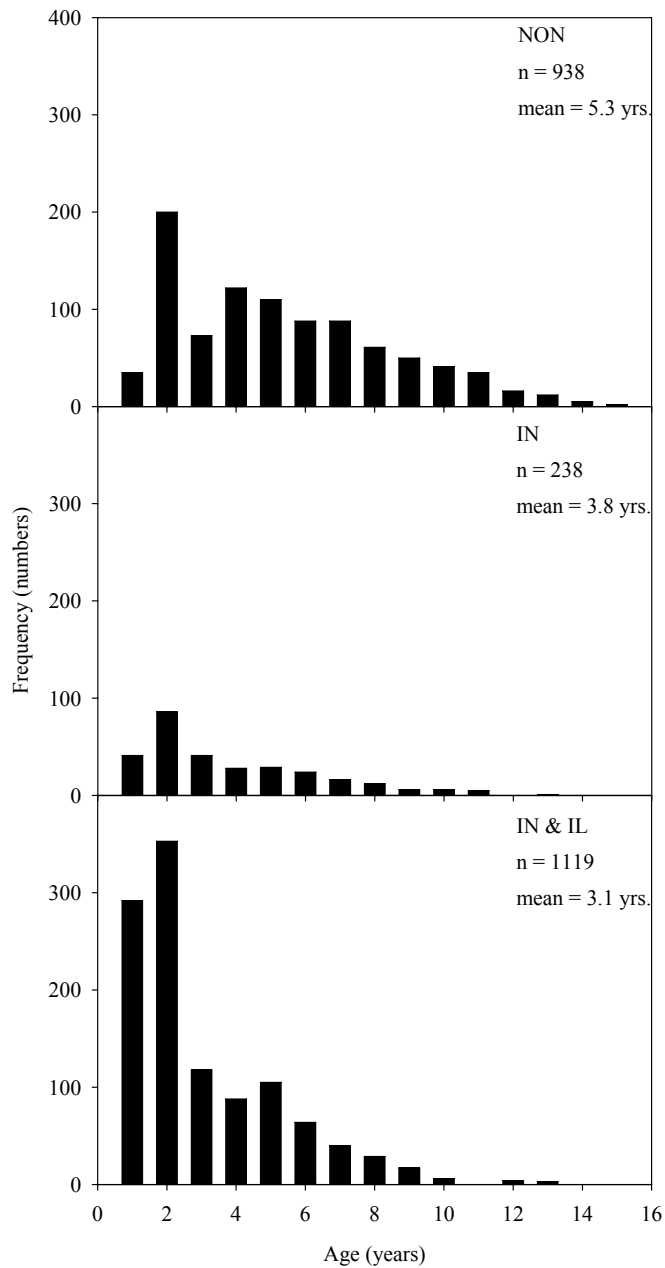 400
300
200
100
0
NON
n = 938
mean = 5.3 yrs.
300
200
100
0
IN
n = 238
mean = 3.8 yrs.
Frequency (numbers)
300
200
100
0
IN & IL
n = 1119
mean = 3.1 yrs.
0 2 4 6 8 10 12 14 16
Age (years)